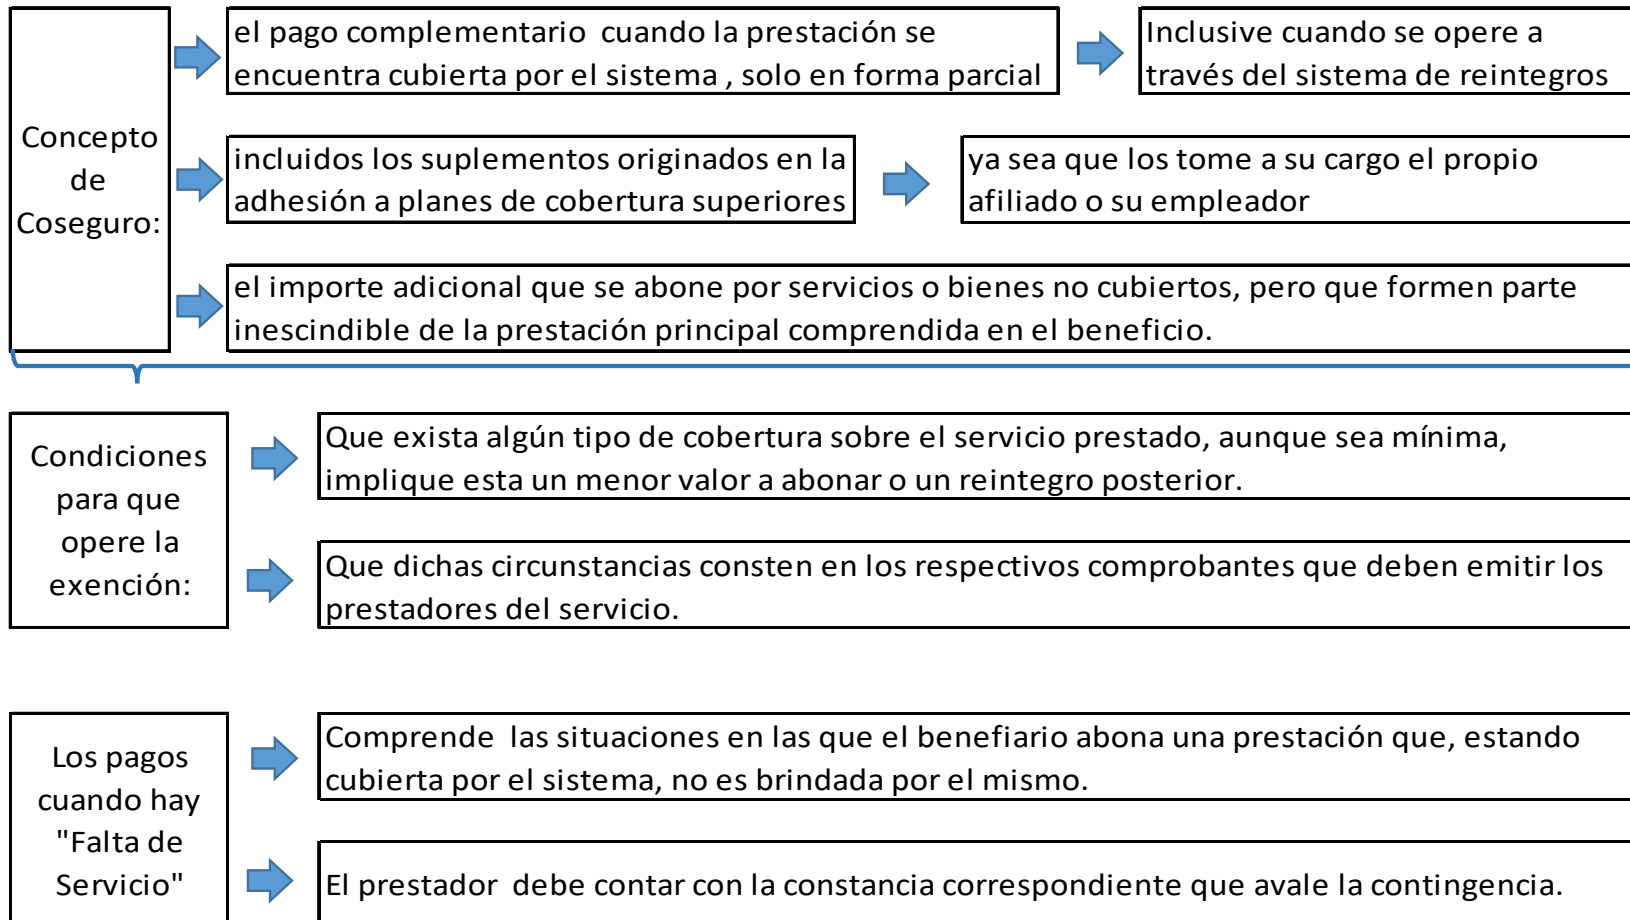 Concepto
de
Coseguro:
el pago complementario cuando la prestación se
encuentra cubierta por el sistema , solo en forma parcial
Inclusive cuando se opere a
través del sistema de reintegros
incluidos los suplementos originados en la
adhesión a planes de cobertura superiores
ya sea que los tome a su cargo el propio
afiliado o su empleador
el importe adicional que se abone por servicios o bienes no cubiertos, pero que formen parte
inescindible de la prestación principal comprendida en el beneficio.
Condiciones
para que
opere la
exención:
Que exista algún tipo de cobertura sobre el servicio prestado, aunque sea mínima,
implique esta un menor valor a abonar o un reintegro posterior.
Que dichas circunstancias consten en los respectivos comprobantes que deben emitir los
prestadores del servicio.
Los pagos
cuando hay
"Falta de
Servicio"
Comprende las situaciones en las que el benefiario abona una prestación que, estando
cubierta por el sistema, no es brindada por el mismo.
El prestador debe contar con la constancia correspondiente que avale la contingencia.